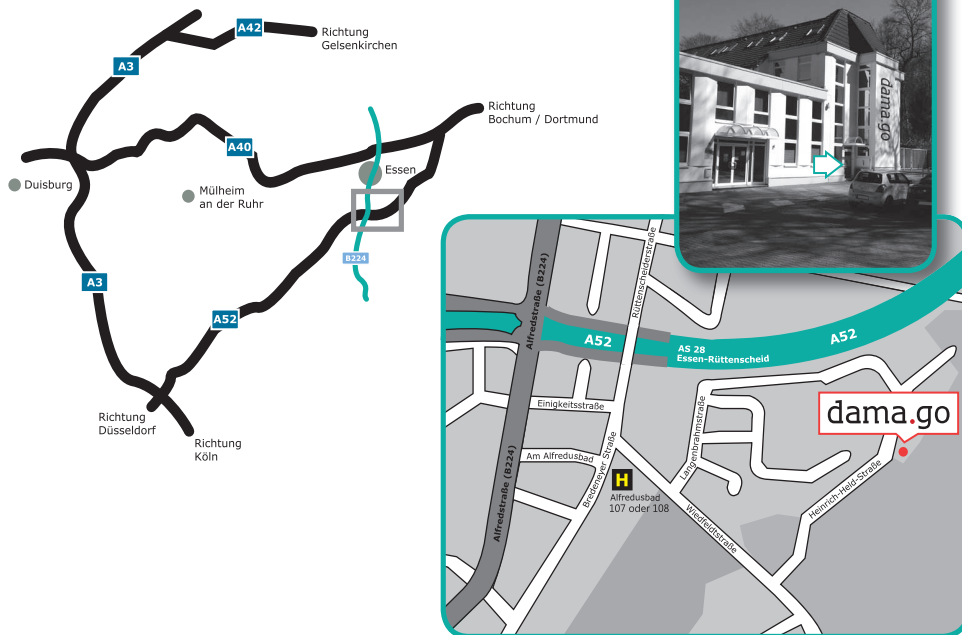 A42
Richtung
Gelsenkirchen
A3
Richtung
Bochum / Dortmund
A40
Essen
Duisburg
Mülheim
an der Ruhr
B224
A3
A52
Richtung
Düsseldorf
Richtung
Köln
dama.go
Alfredstraße (B224)
Rüttenscheiderstraße
A52
AS 28
Essen-Rüttenscheid
A52
Einigkeitsstraße
Langenbrahmstraße
dama.go
Am Alfredusbad
Bredeneyer Straße
H
Alfredusbad
107 oder 108
Heinrich-Held-Straße
Alfredstraße (B224)
Wiedfeldtstraße